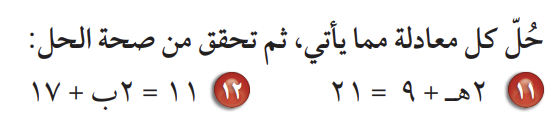 حُلّ كل معادلة مما يأتي، ثم تحقق من صحة الحل:
١١ ٢هـ + ٩ = ٢١ ١٢ ١١ = ٢ب + ١٧